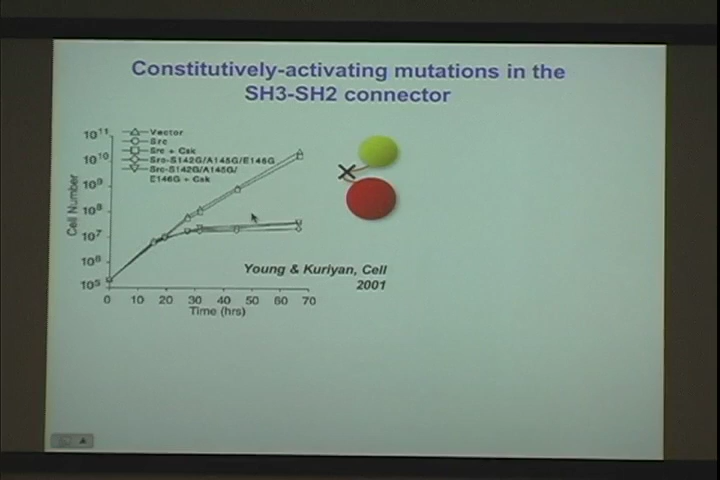 Constitutively-activating mutations in the
SH3-SH2 connector
Vector
Src
Src + Csk
Src-S142G/A145G/E146G
Src-S142G/A145G/
E146G + Csk
10¹¹
10¹⁰
10⁹
10⁸
10⁷
10⁶
10⁵
Cell Number
0 10 20 30 40 50 60 70
Time (hrs)
Young & Kuriyan, Cell
2001